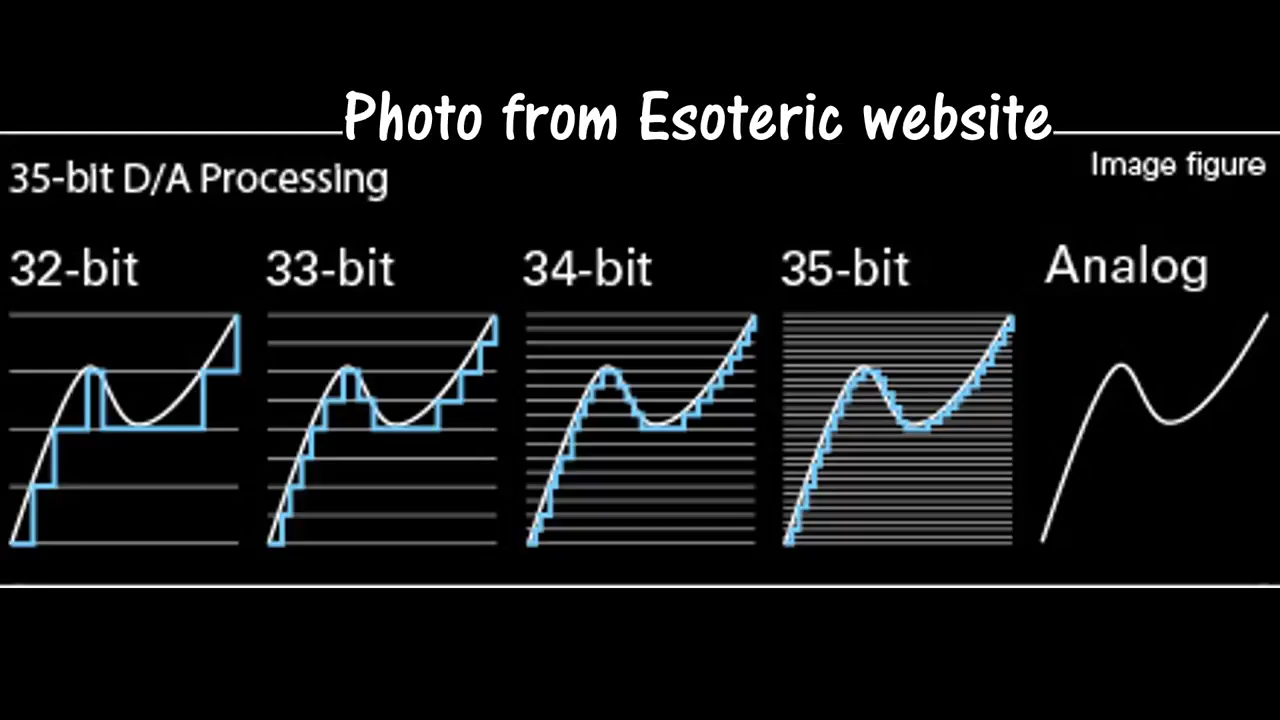 Photo from Esoteric website
35-bit D/A Processing
Image figure
32-bit
33-bit
34-bit
35-bit
Analog